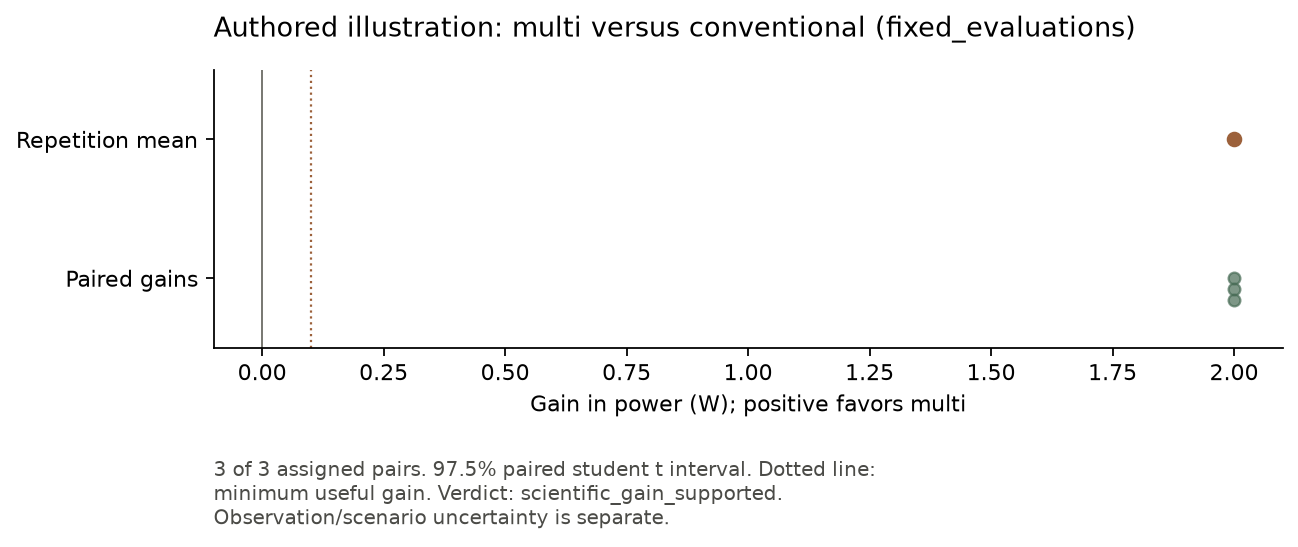 Authored illustration: multi versus conventional (fixed_evaluations)
Repetition mean
Paired gains
0.00 0.25 0.50 0.75 1.00 1.25 1.50 1.75 2.00
Gain in power (W); positive favors multi
3 of 3 assigned pairs. 97.5% paired student t interval. Dotted line:
minimum useful gain. Verdict: scientific_gain_supported.
Observation/scenario uncertainty is separate.